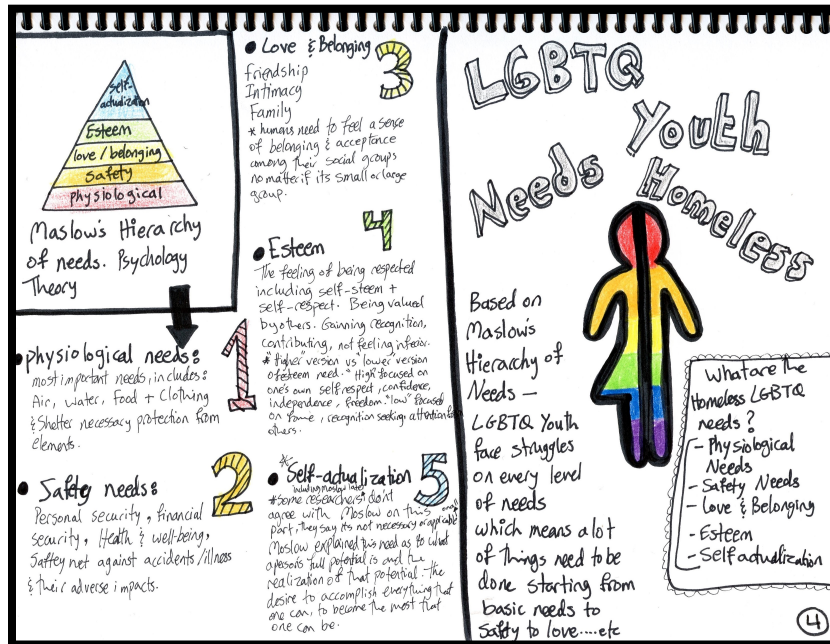 self-
actualization
Esteem
love / belonging
safety
physiological
Maslow's Hierarchy
of needs. Psychology
Theory
1
• physiological needs:
most important needs, includes:
Air, water, Food + Clothing
& Shelter necessary protection from
elements.
2
• Safety needs:
Personal security, financial
security, Health & well-being,
Saftey net against accidents/illness
& their adverse impacts.
3
• Love & Belonging
Friendship
Intimacy
Family
* humans need to feel a sense
of belonging & acceptance
among their social groups
no matter if its small or large
group.
4
• Esteem
The feeling of being respected
including self-steem +
self-respect. Being valued
by others. Gainning recognition,
contributing, not feeling inferior.
* "higher" version vs "lower" version
of esteem need. "High" focused on
one's own self respect, confidence,
independence, freedom. "low" focused
on fame, recognition seeking attention from
others.
5
• Self-actualization
including Maslow later
* Some researchers don't
agree with Moslow on this
part, they say its not necessary or applicable
Moslow explained this need as to what
a person's full potential is and the
realization of that potential - the
desire to accomplish everything that
one can, to become the most that
one can be.
LGBTQ
Youth
Homeless
Needs
Based on
Maslow's
Hierarchy of
Needs –
LGBTQ Youth
face struggles
on every level
of needs
which means a lot
of things need to be
done starting from
basic needs to
Safety to love....etc
What are the
Homeless LGBTQ
needs?
- Physiological
Needs
- Safety Needs
- Love & Belonging
- Esteem
- Self actualization
4